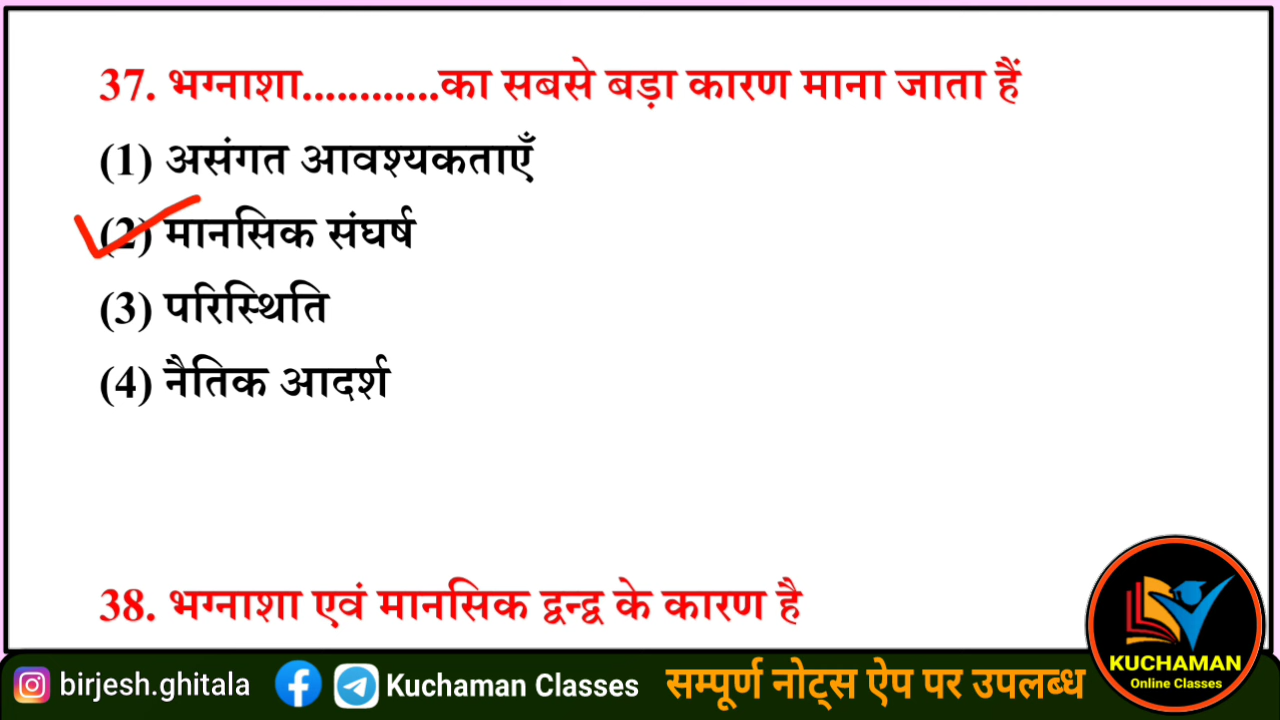 37. भग्नाशा............का सबसे बड़ा कारण माना जाता हैं
(1) असंगत आवश्यकताएँ
(2) मानसिक संघर्ष
(3) परिस्थिति
(4) नैतिक आदर्श
38. भग्नाशा एवं मानसिक द्वन्द्व के कारण है
KUCHAMAN
Online Classes
birjesh.ghitala Kuchaman Classes सम्पूर्ण नोट्स ऐप पर उपलब्ध